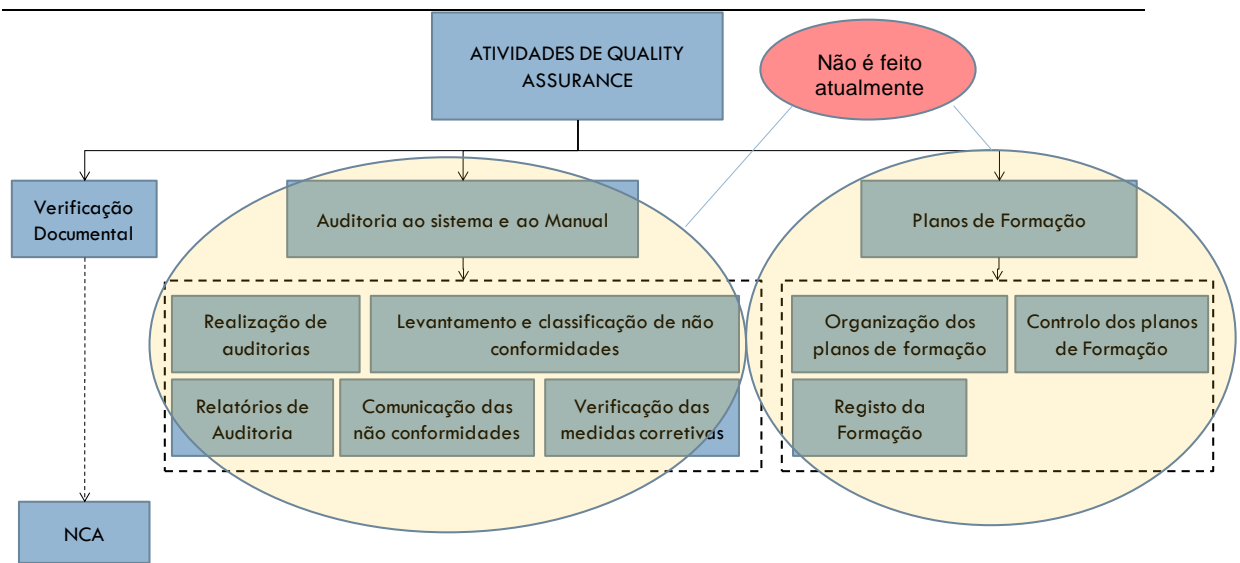 ATIVIDADES DE QUALITY
ASSURANCE
Não é feito
atualmente
Verificação
Documental
Auditoria ao sistema e ao Manual
Planos de Formação
Realização de
auditorias
Levantamento e classificação de não
conformidades
Organização dos
planos de formação
Controlo dos planos
de Formação
Relatórios de
Auditoria
Comunicação das
não conformidades
Verificação das
medidas corretivas
Registo da
Formação
NCA